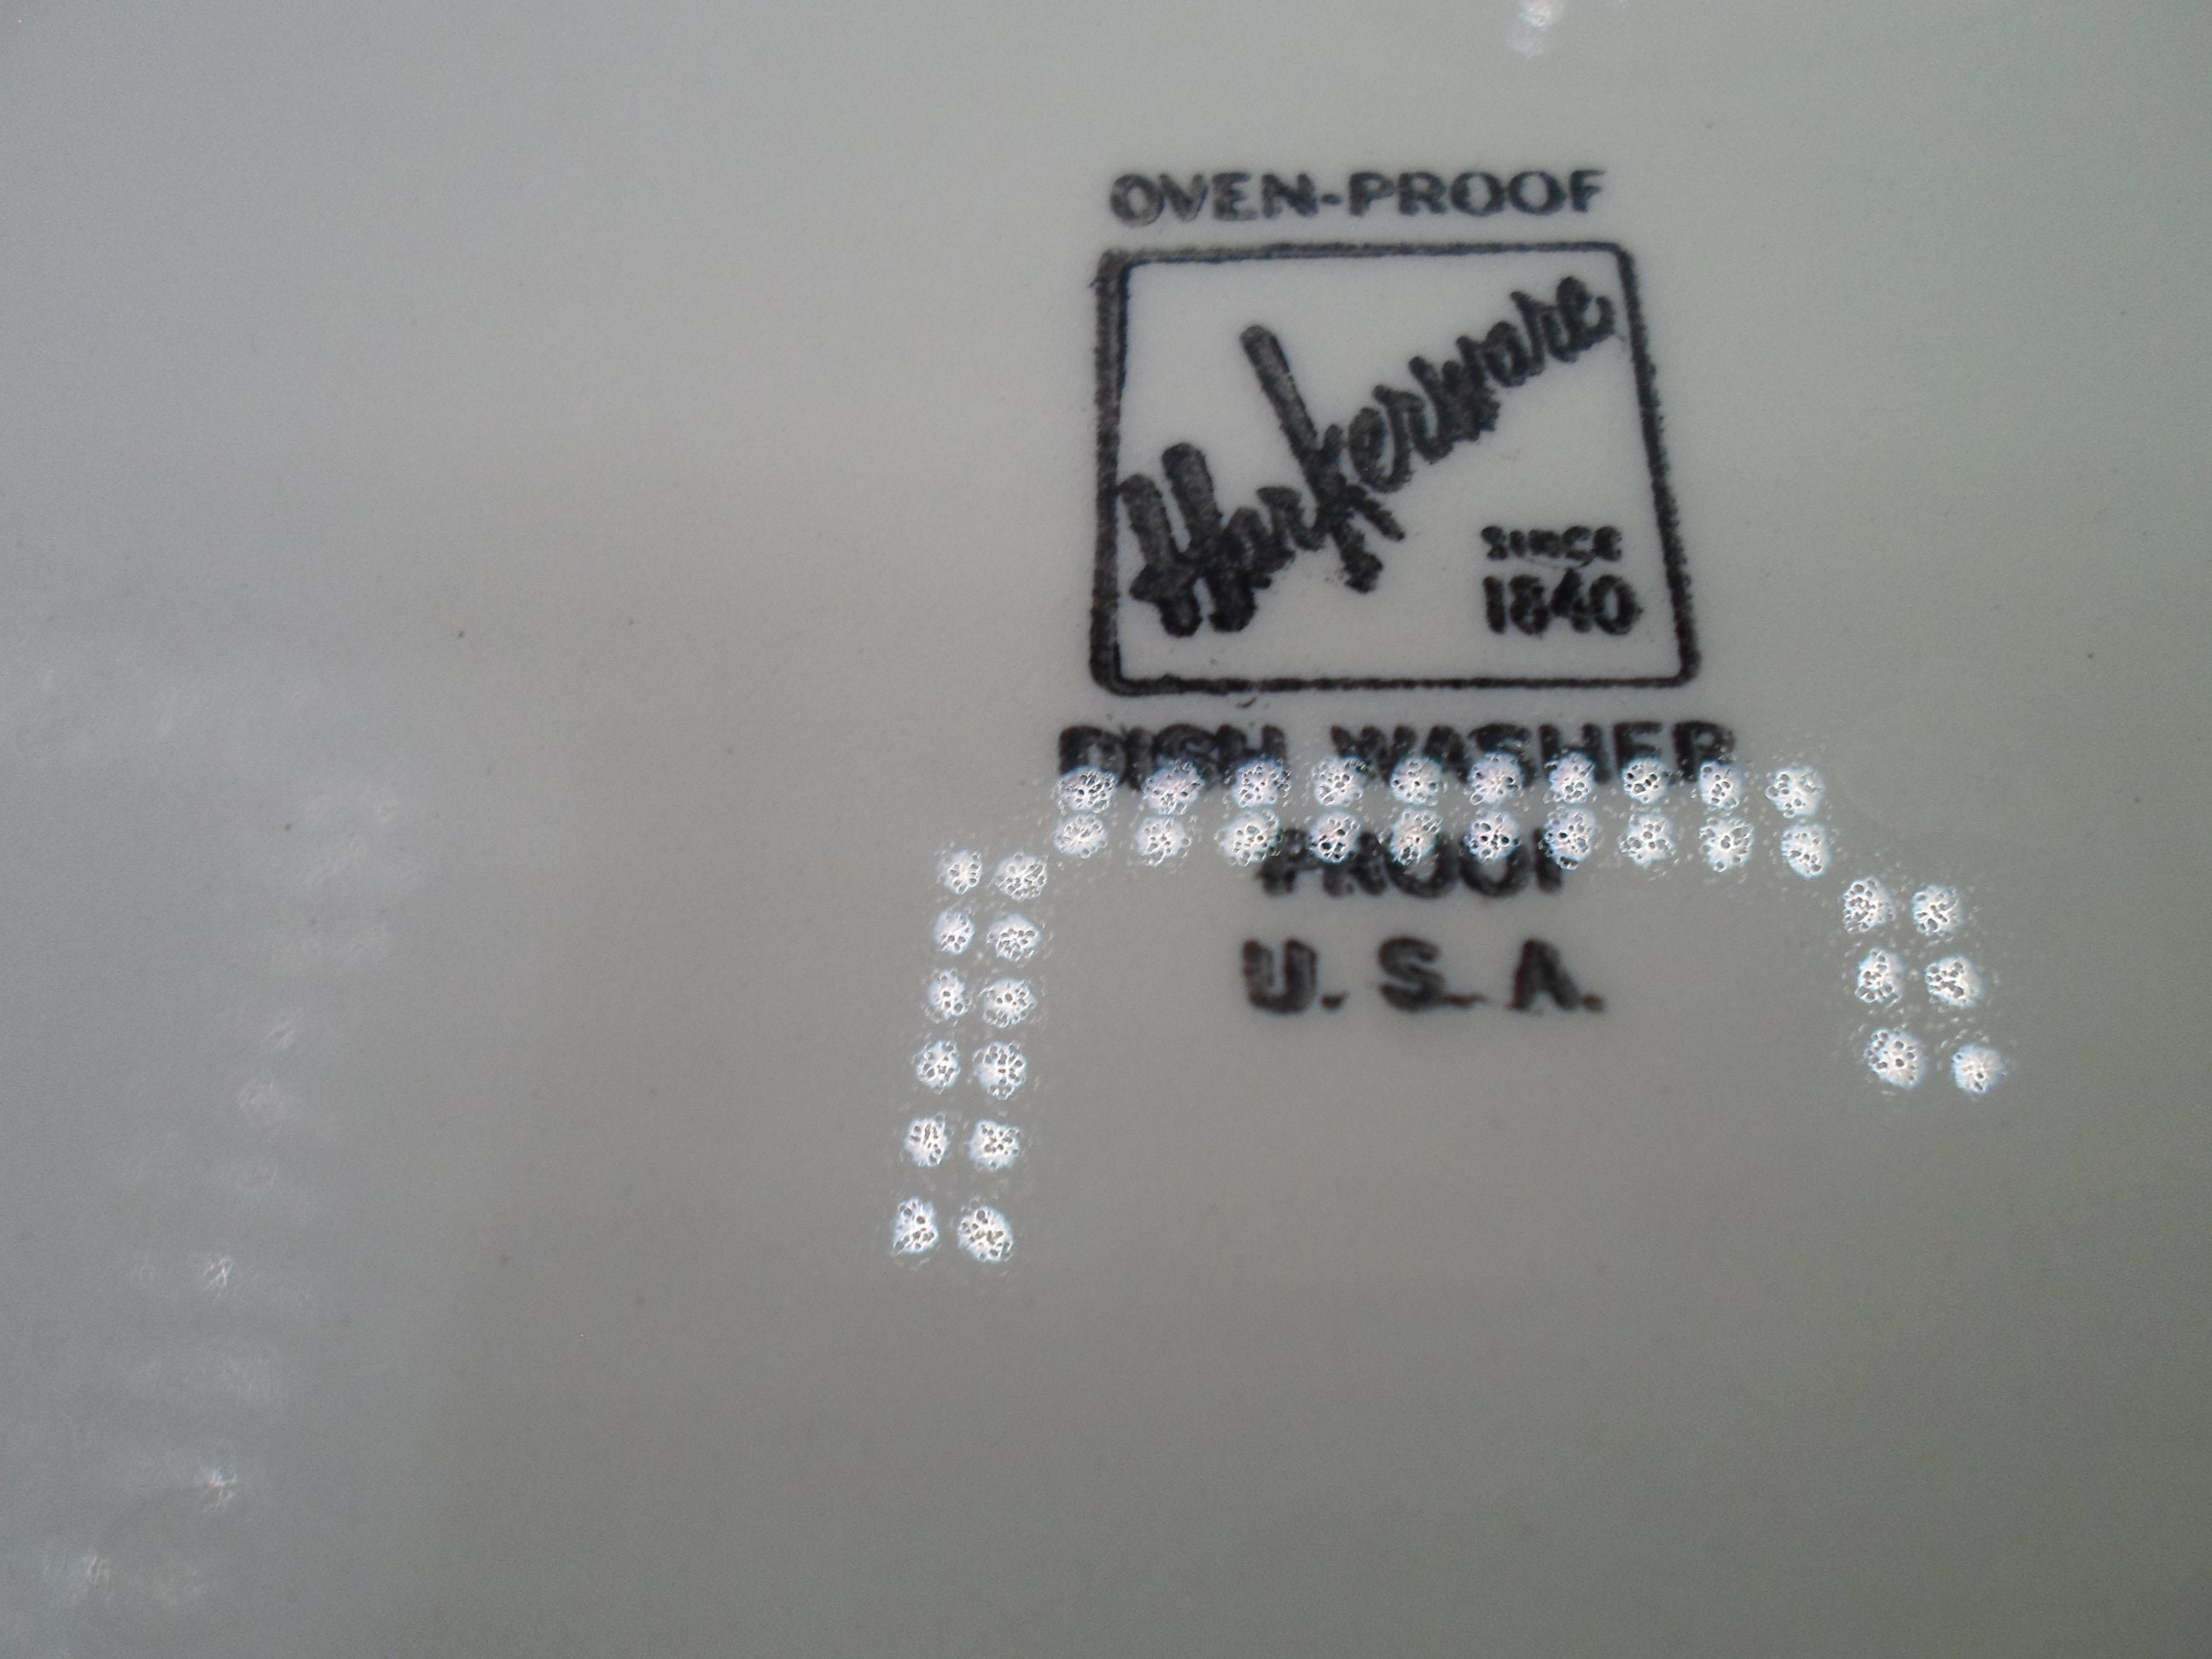 OVEN-PROOF
Harkerware
SINCE
1840
DISH WASHER
PROOF
U. S. A.